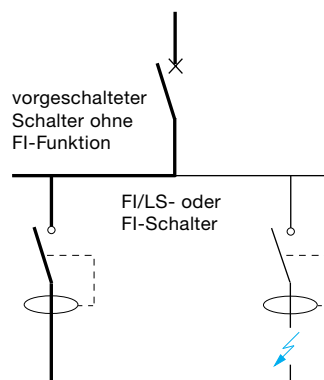 vorgeschalteter
Schalter ohne
FI-Funktion
FI/LS- oder
FI-Schalter